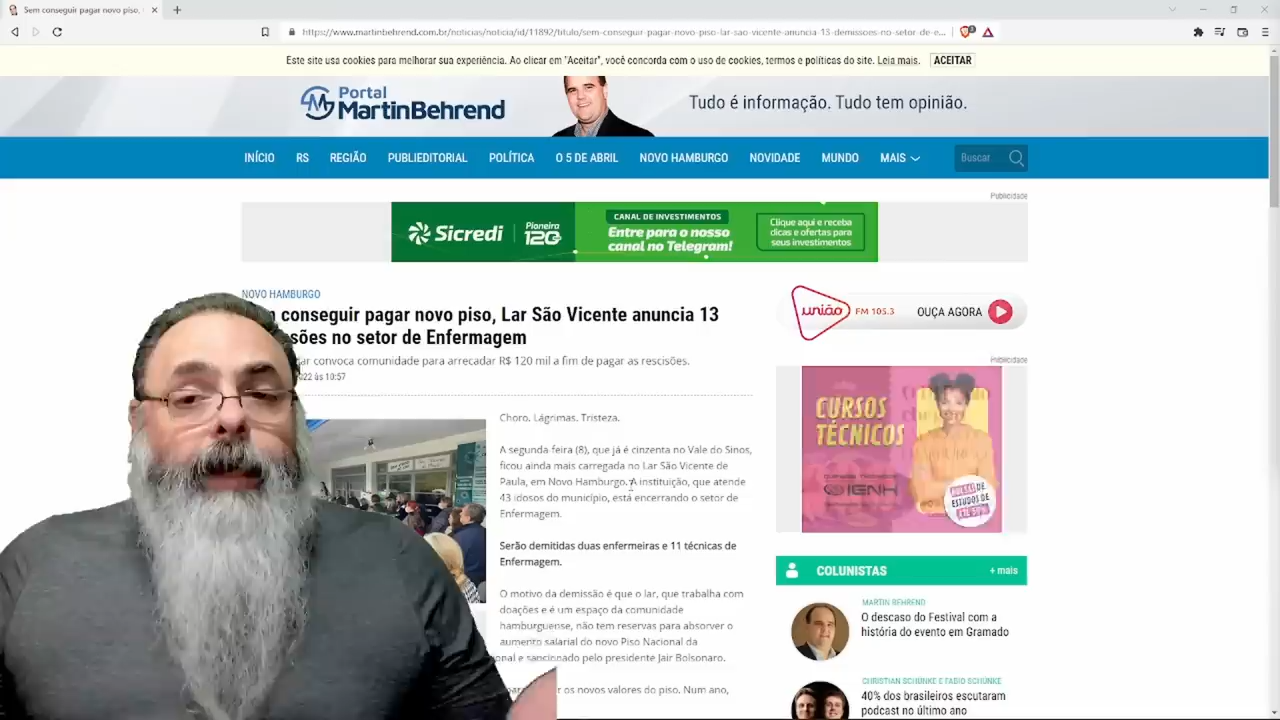 Sem conseguir pagar novo piso,
https://www.martinbehrend.com.br/noticias/noticia/id/11892/titulo/sem-conseguir-pagar-novo-piso-lar-sao-vicente-anuncia-13-demissoes-no-setor-de-e...
Este site usa cookies para melhorar sua experiência. Ao clicar em "Aceitar", você concorda com o uso de cookies, termos e políticas do site. Leia mais. ACEITAR
Portal
MartinBehrend
Tudo é informação. Tudo tem opinião.
INÍCIO RS REGIÃO PUBLIEDITORIAL POLÍTICA O 5 DE ABRIL NOVO HAMBURGO NOVIDADE MUNDO MAIS Buscar
Publicidade
Sicredi Pioneira 120
CANAL DE INVESTIMENTOS
Entre para o nosso
canal no Telegram!
Clique aqui e receba
dicas e ofertas para
seus investimentos
NOVO HAMBURGO
conseguir pagar novo piso, Lar São Vicente anuncia 13
sões no setor de Enfermagem
convoca comunidade para arrecadar R$ 120 mil a fim de pagar as rescisões.
022 às 10:57
Choro. Lágrimas. Tristeza.
A segunda feira (8), que já é cinzenta no Vale do Sinos,
ficou ainda mais carregada no Lar São Vicente de
Paula, em Novo Hamburgo. A instituição, que atende
43 idosos do município, está encerrando o setor de
Enfermagem.
Serão demitidas duas enfermeiras e 11 técnicas de
Enfermagem.
O motivo da demissão é que o lar, que trabalha com
doações e é um espaço da comunidade
hamburguense, não tem reservas para absorver o
aumento salarial do novo Piso Nacional da
onal e sancionado pelo presidente Jair Bolsonaro.
os novos valores do piso. Num ano,
união FM 105.3 OUÇA AGORA
Publicidade
CURSOS
TÉCNICOS
IENH
BOLSA DE
ESTUDOS DE
COLUNISTAS + mais
MARTIN BEHREND
O descaso do Festival com a
história do evento em Gramado
CHRISTIAN SCHÜNKE E FABIO SCHÜNKE
40% dos brasileiros escutaram
podcast no último ano